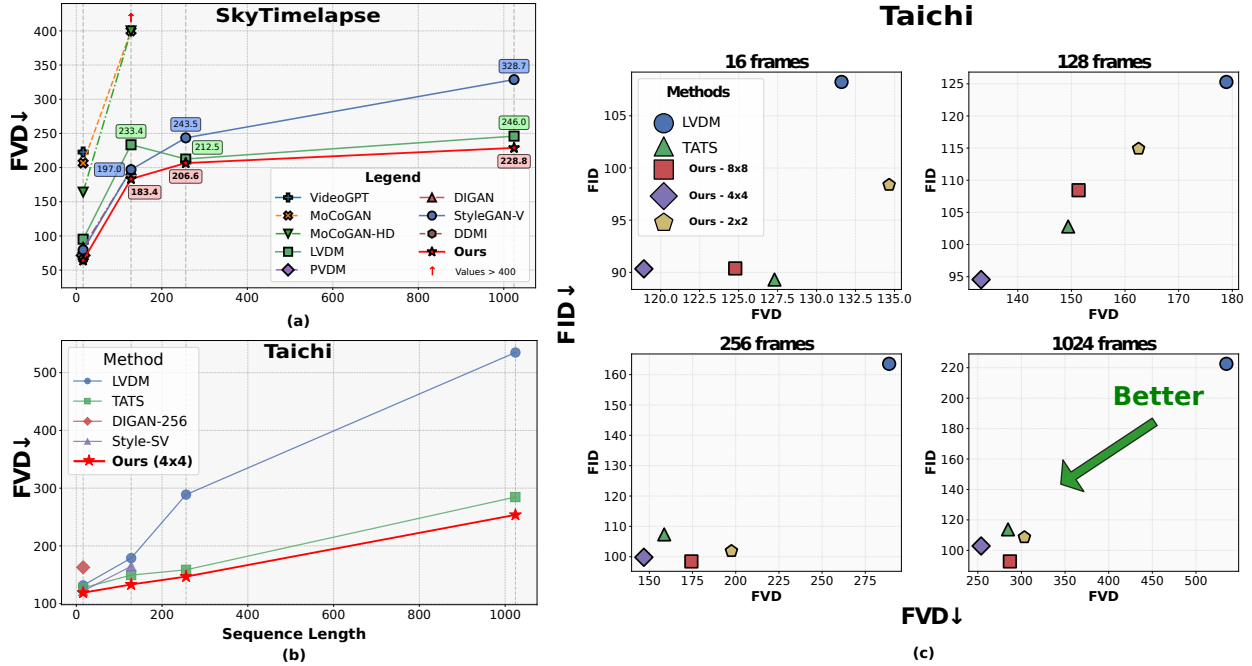 SkyTimelapse
FVD↓
400
350
300
250
200
150
100
50
233.4
197.0
183.4
243.5
212.5
206.6
328.7
246.0
228.8
Legend
VideoGPT
MoCoGAN
MoCoGAN-HD
LVDM
PVDM
DIGAN
StyleGAN-V
DDMI
Ours
↑ Values > 400
0 200 400 600 800 1000
(a)
Taichi
FVD↓
500
400
300
200
100
Method
LVDM
TATS
DIGAN-256
Style-SV
Ours (4x4)
0 200 400 600 800 1000
Sequence Length
(b)
Taichi
FID↓
16 frames
FID
105
100
95
90
Methods
LVDM
TATS
Ours - 8x8
Ours - 4x4
Ours - 2x2
120.0 122.5 125.0 127.5 130.0 132.5 135.0
FVD
128 frames
FID
125
120
115
110
105
100
95
140 150 160 170 180
FVD
256 frames
FID
160
150
140
130
120
110
100
150 175 200 225 250 275
FVD
1024 frames
FID
220
200
180
160
140
120
100
Better
250 300 350 400 450 500
FVD
FVD↓
(c)